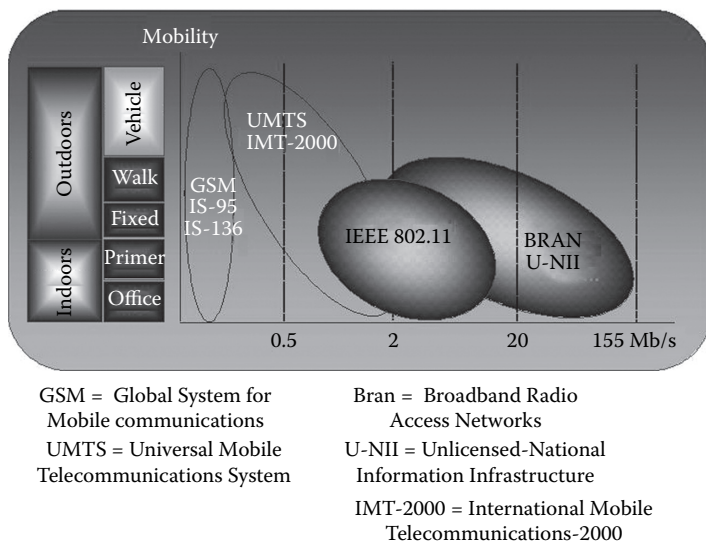 Mobility
Outdoors
Indoors
Vehicle
Walk
Fixed
Primer
Office
GSM
IS-95
IS-136
UMTS
IMT-2000
IEEE 802.11
BRAN
U-NII
0.5 2 20 155 Mb/s
GSM = Global System for
Mobile communications
UMTS = Universal Mobile
Telecommunications System
Bran = Broadband Radio
Access Networks
U-NII = Unlicensed-National
Information Infrastructure
IMT-2000 = International Mobile
Telecommunications-2000